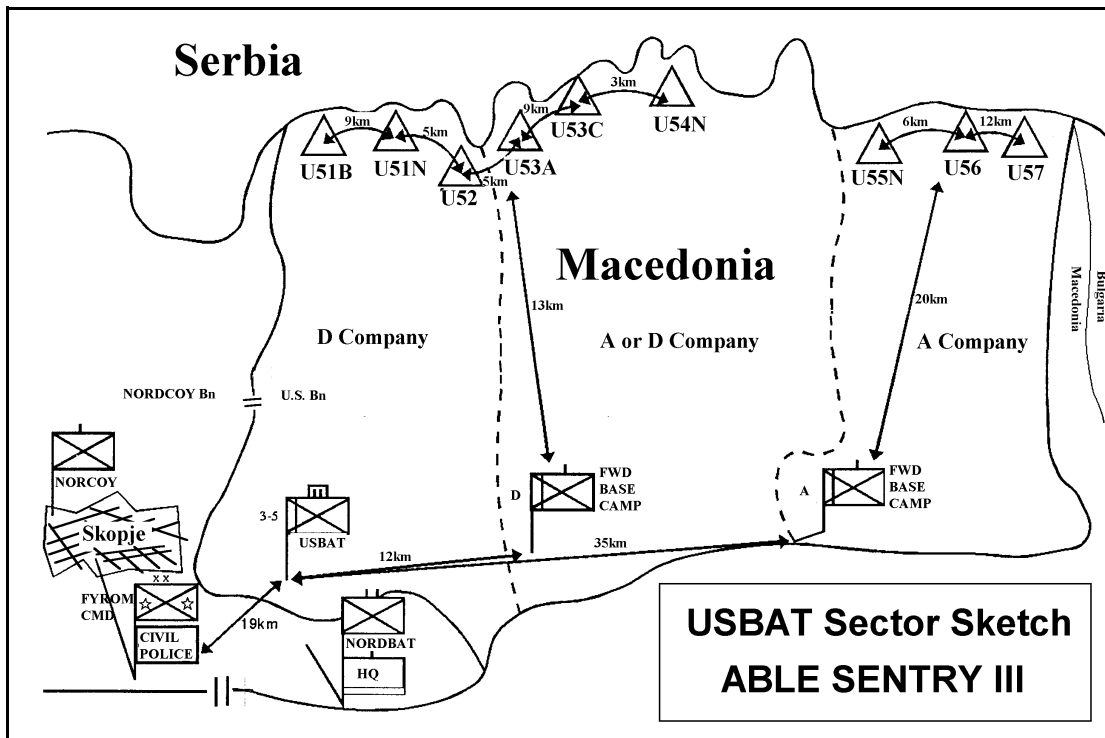 Serbia
9km
5km
5km
9km
3km
6km
12km
U51B
U51N
U52
U53A
U53C
U54N
U55N
U56
U57
Macedonia
13km
20km
Macedonia
Bulgaria
D Company
A or D Company
A Company
NORDCOY Bn
U.S. Bn
NORCOY
Skopje
3-5
USBAT
D
FWD
BASE
CAMP
A
FWD
BASE
CAMP
12km
35km
x x
FYROM
CMD
CIVIL
POLICE
19km
NORDBAT
HQ
USBAT Sector Sketch
ABLE SENTRY III